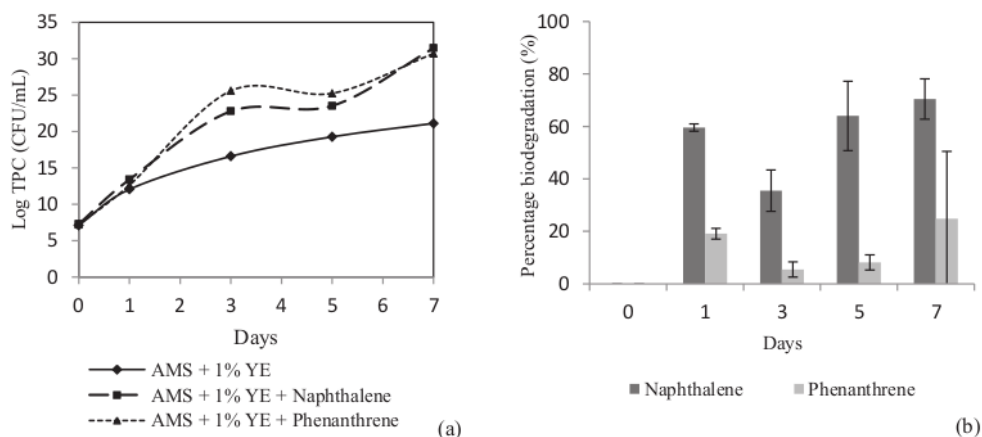 35
30
25
20
15
10
5
0
Log TPC (CFU/mL)
0 1 2 3 4 5 6 7
Days
AMS + 1% YE
AMS + 1% YE + Naphthalene
AMS + 1% YE + Phenanthrene
(a)
100
80
60
40
20
0
Percentage biodegradation (%)
0 1 3 5 7
Days
Naphthalene Phenanthrene
(b)